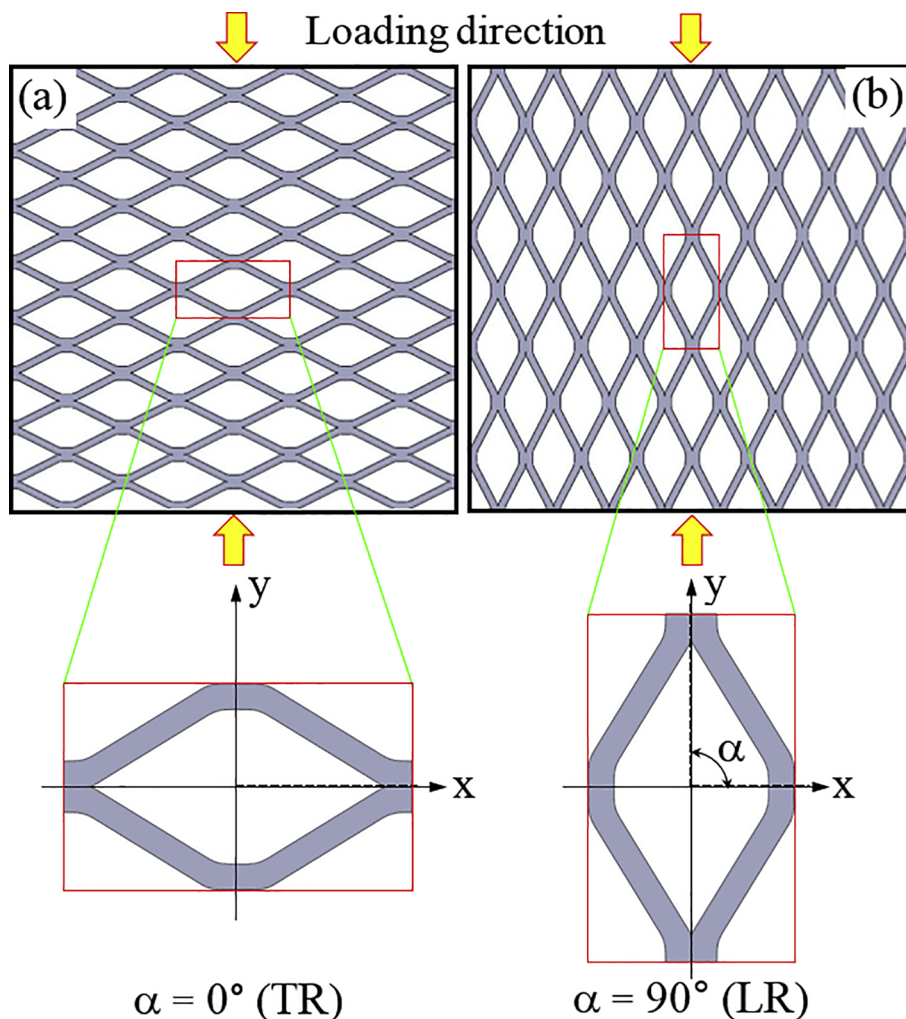 Loading direction
(a)
(b)
y
x
y
α
x
α = 0° (TR)
α = 90° (LR)